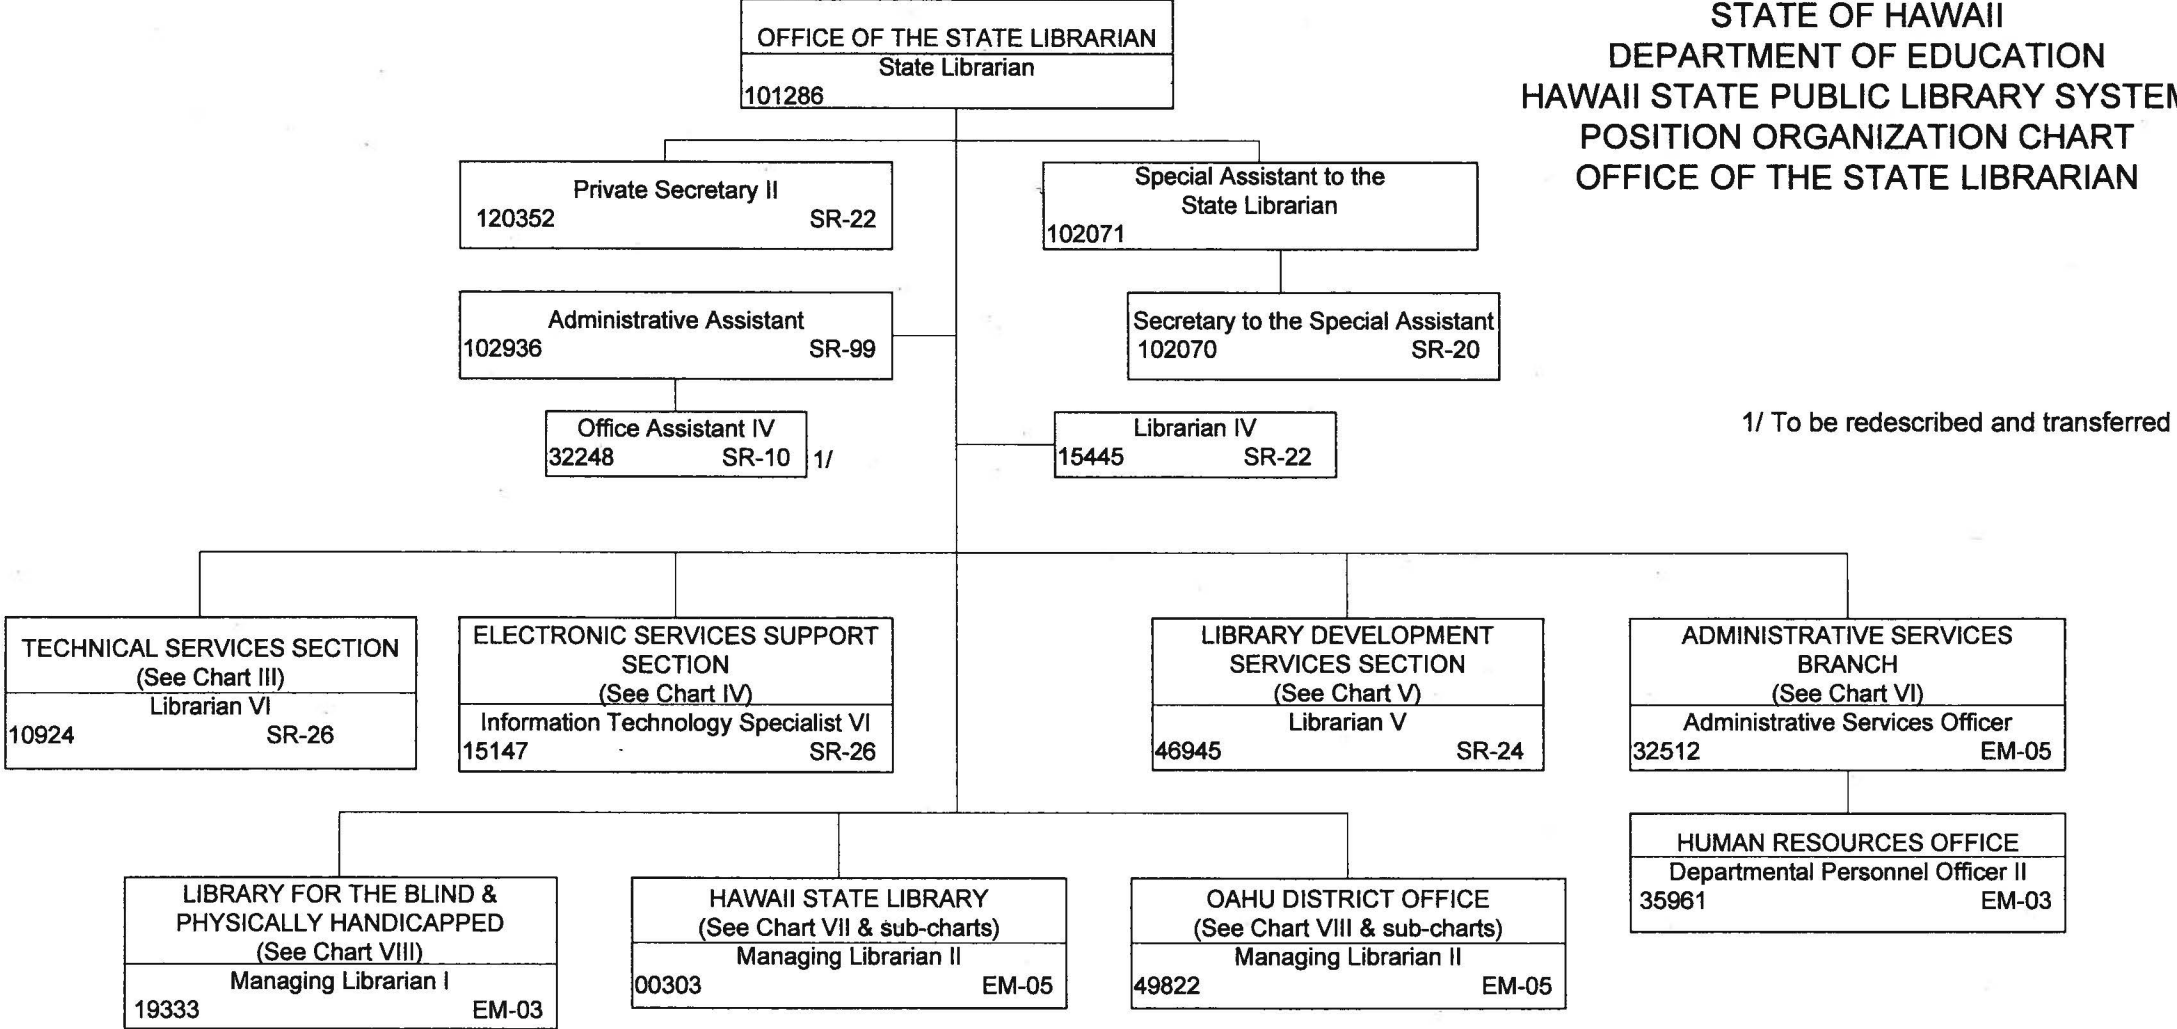 STATE OF HAWAII
DEPARTMENT OF EDUCATION
HAWAII STATE PUBLIC LIBRARY SYSTEM
POSITION ORGANIZATION CHART
OFFICE OF THE STATE LIBRARIAN
OFFICE OF THE STATE LIBRARIAN
State Librarian
101286
Private Secretary II
120352 SR-22
Special Assistant to the
State Librarian
102071
Administrative Assistant
102936 SR-99
Secretary to the Special Assistant
102070 SR-20
Office Assistant IV
32248 SR-10 1/
Librarian IV
15445 SR-22
1/ To be redescribed and transferred
TECHNICAL SERVICES SECTION
(See Chart III)
Librarian VI
10924 SR-26
ELECTRONIC SERVICES SUPPORT
SECTION
(See Chart IV)
Information Technology Specialist VI
15147 SR-26
LIBRARY DEVELOPMENT
SERVICES SECTION
(See Chart V)
Librarian V
46945 SR-24
ADMINISTRATIVE SERVICES
BRANCH
(See Chart VI)
Administrative Services Officer
32512 EM-05
HUMAN RESOURCES OFFICE
Departmental Personnel Officer II
35961 EM-03
LIBRARY FOR THE BLIND &
PHYSICALLY HANDICAPPED
(See Chart VIII)
Managing Librarian I
19333 EM-03
HAWAII STATE LIBRARY
(See Chart VII & sub-charts)
Managing Librarian II
00303 EM-05
OAHU DISTRICT OFFICE
(See Chart VIII & sub-charts)
Managing Librarian II
49822 EM-05